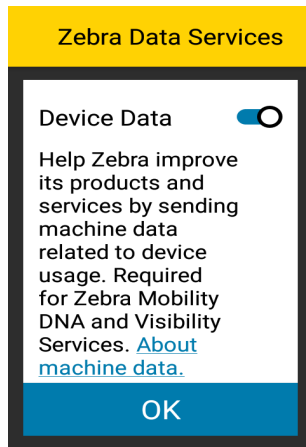 Zebra Data Services
Device Data
Help Zebra improve
its products and
services by sending
machine data
related to device
usage. Required
for Zebra Mobility
DNA and Visibility
Services. About
machine data.
OK